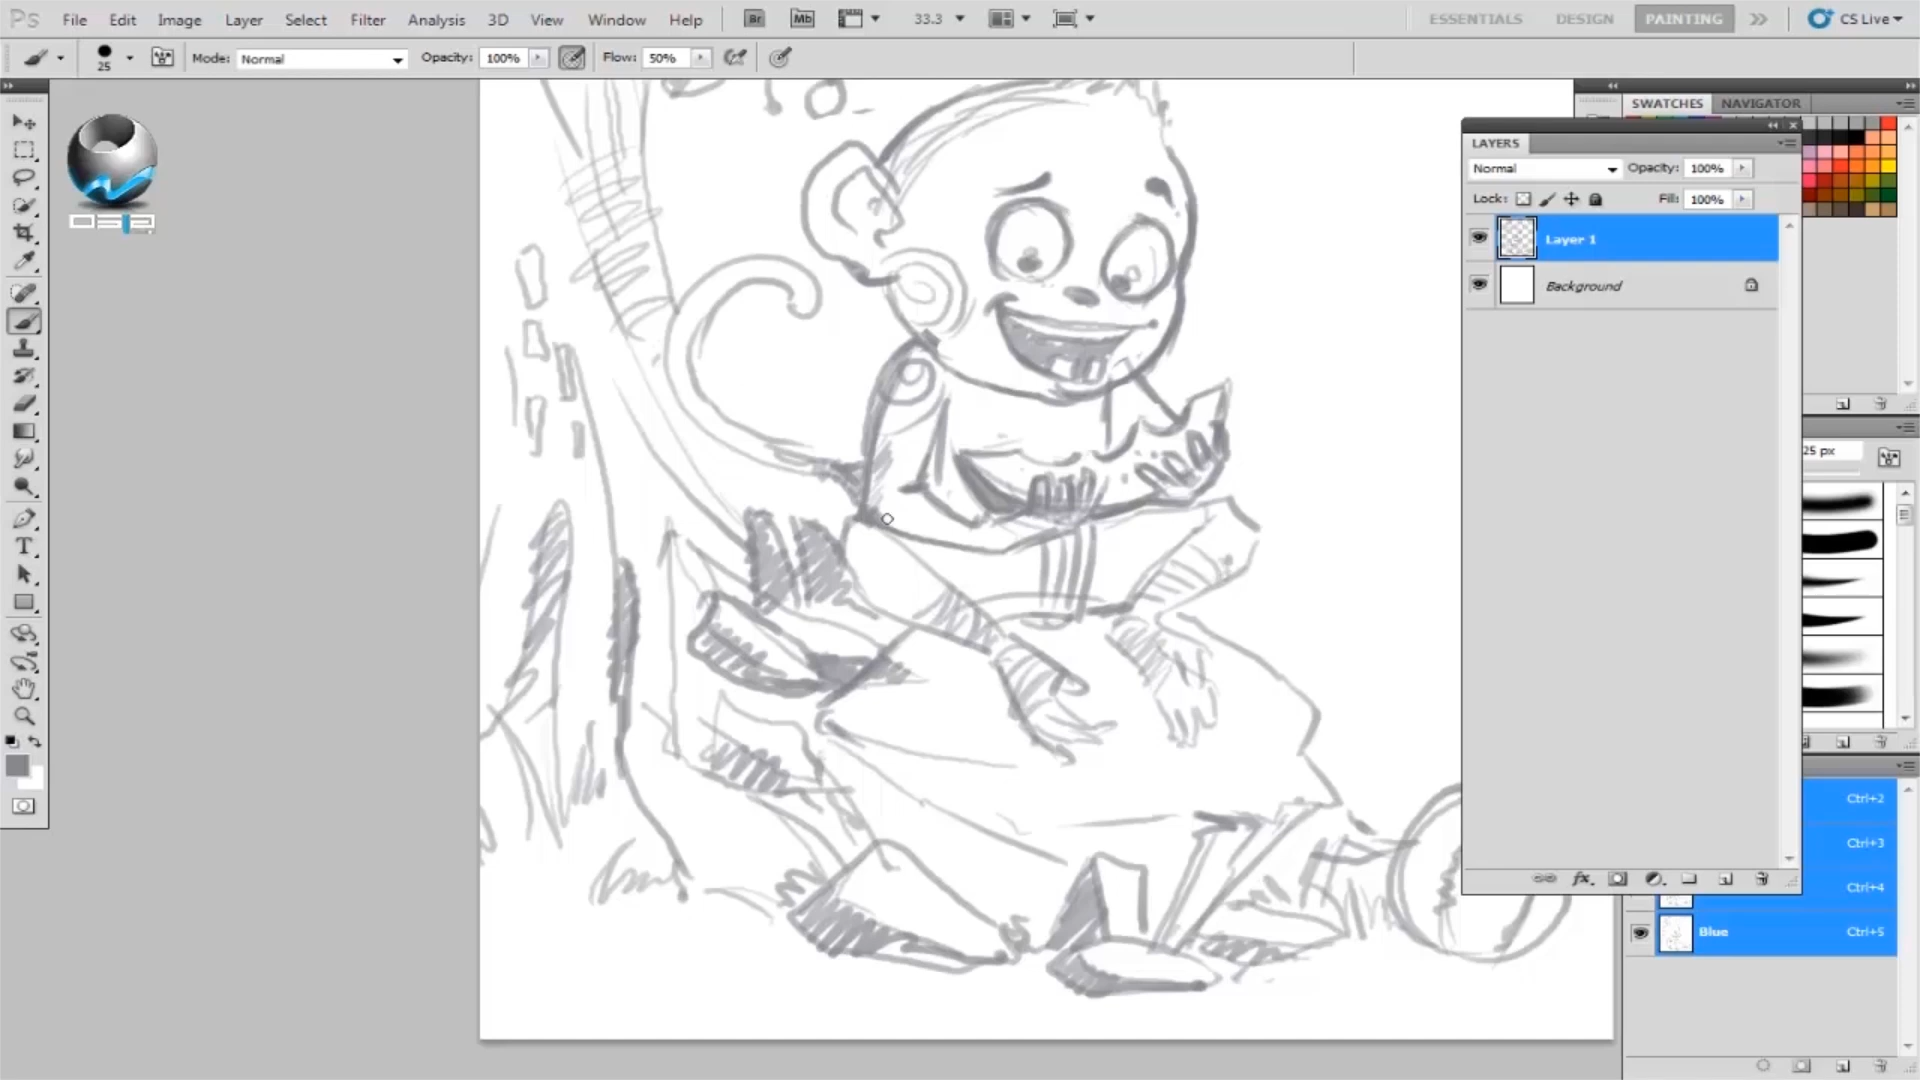 Ps File Edit Image Layer Select Filter Analysis 3D View Window Help Br Mb 33.3 ESSENTIALS DESIGN PAINTING CS Live
25 Mode: Normal Opacity: 100% Flow: 50%
SWATCHES NAVIGATOR
LAYERS
Normal Opacity: 100%
Lock: Fill: 100%
Layer 1
Background
25 px
Ctrl+2
Ctrl+3
Ctrl+4
Blue Ctrl+5